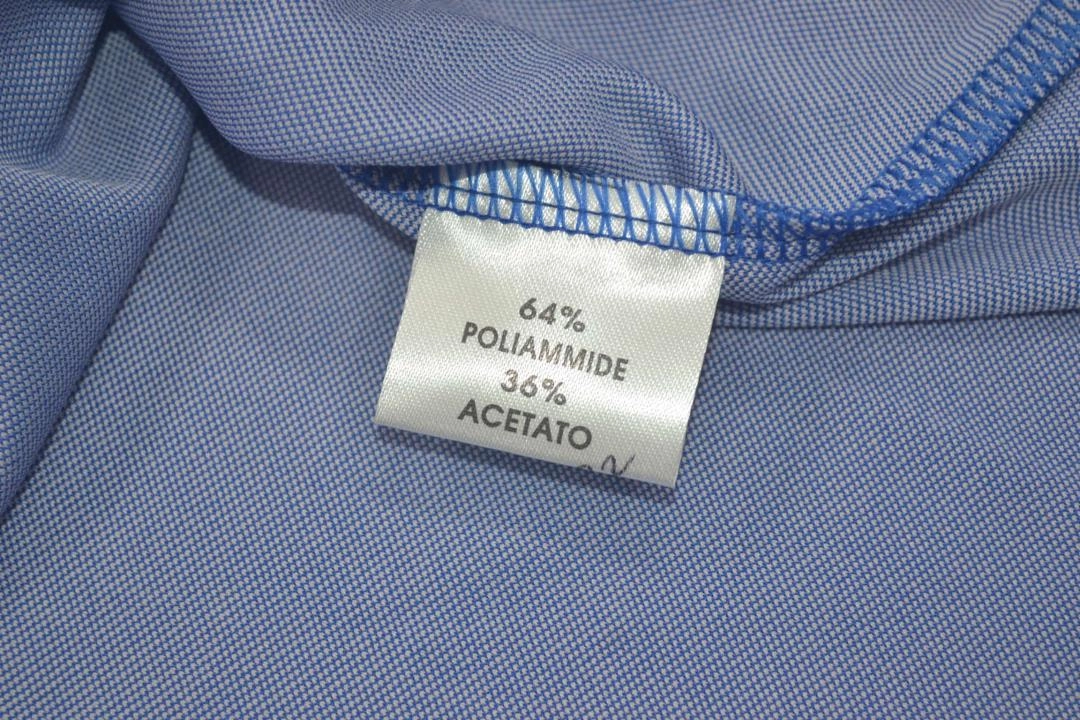 64%
POLIAMMIDE
36%
ACETATO